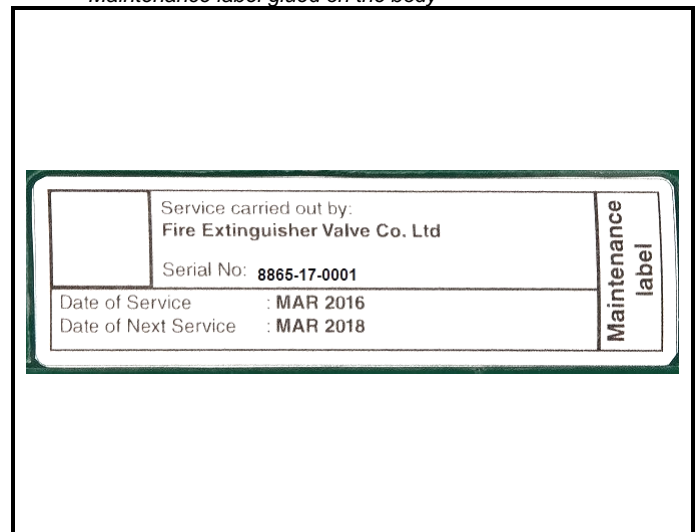 Maintenance label glued on the body
Service carried out by:
Fire Extinguisher Valve Co. Ltd
Serial No: 8865-17-0001
Date of Service : MAR 2016
Date of Next Service : MAR 2018
Maintenance
label